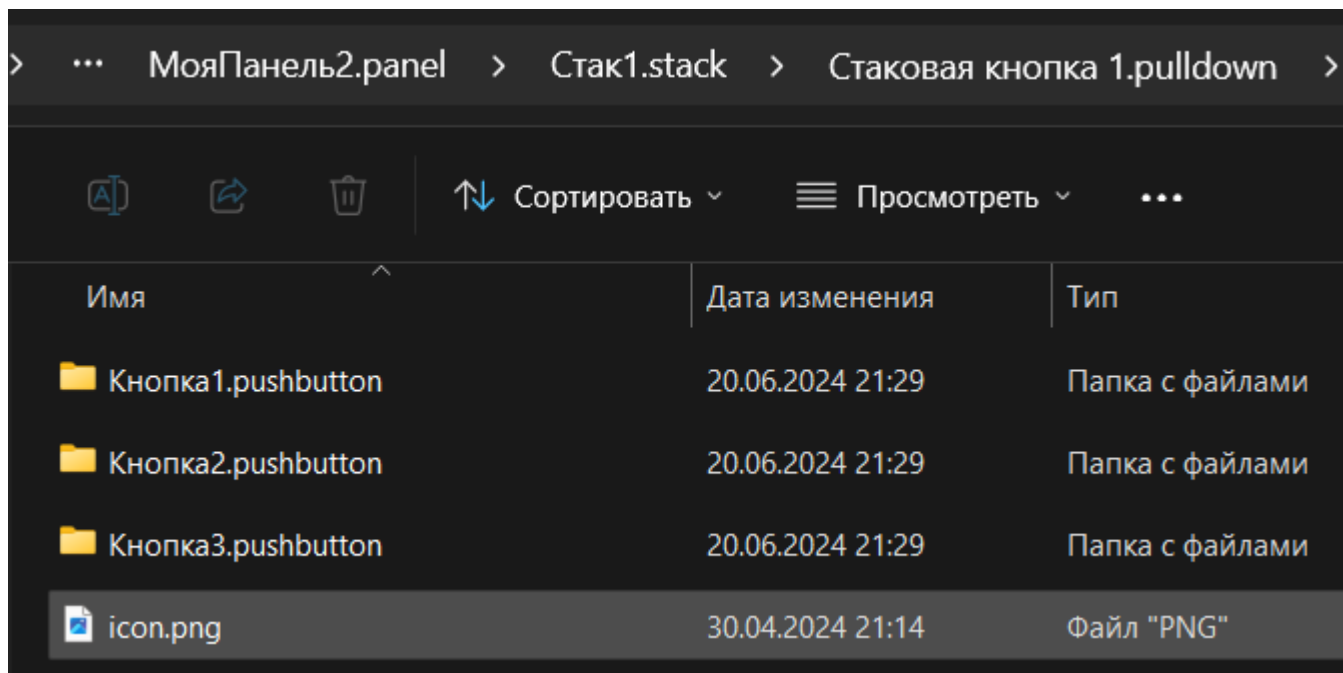 > ... МояПанель2.panel > Стак1.stack > Стаковая кнопка 1.pulldown >
Сортировать Просмотреть ...
Имя Дата изменения Тип
Кнопка1.pushbutton 20.06.2024 21:29 Папка с файлами
Кнопка2.pushbutton 20.06.2024 21:29 Папка с файлами
Кнопка3.pushbutton 20.06.2024 21:29 Папка с файлами
icon.png 30.04.2024 21:14 Файл "PNG"